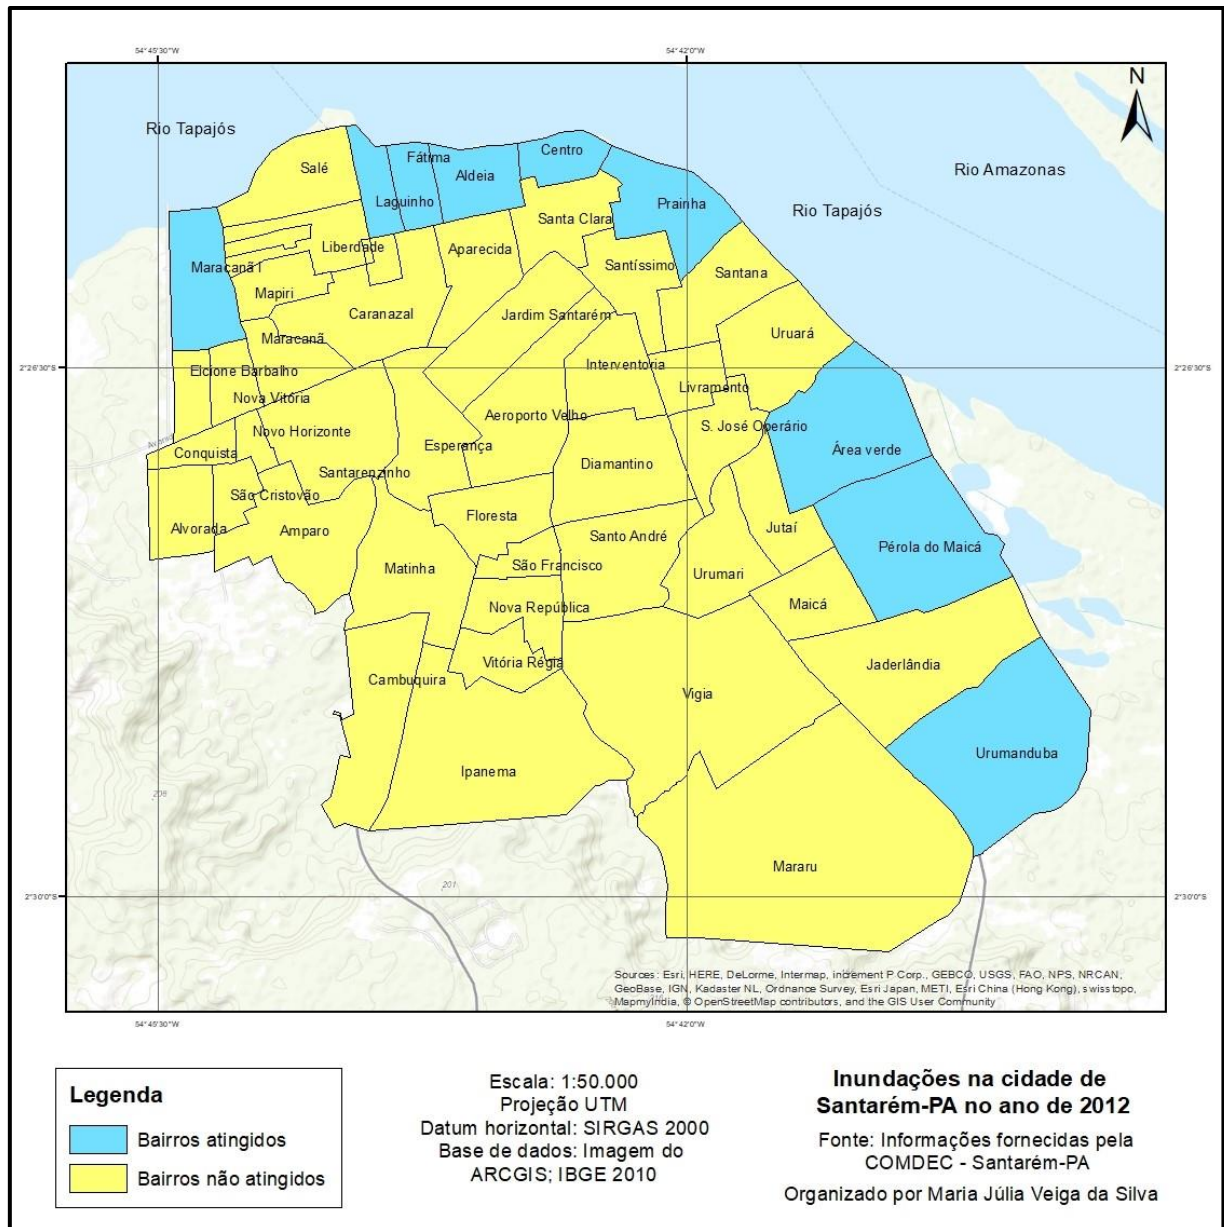 54°45'30"W
54°42'0"W
N
Rio Tapajós
Rio Amazonas
Rio Tapajós
Salé
Fátima
Laguinho
Aldeia
Centro
Prainha
Santa Clara
Liberdade
Aparecida
Maracanã I
Mapiri
Santíssimo
Santana
Caranazal
Jardim Santarém
Uruará
Maracanã
2°26'30"S
2°26'30"S
Elcione Barbalho
Interventoria
Nova Vitória
Livramento
Aeroporto Velho
S. José Operário
Novo Horizonte
Esperança
Área verde
Conquista
Santarenzinho
Diamantino
São Cristovão
Alvorada
Amparo
Floresta
Santo André
Jutaí
Pérola do Maicá
Matinha
São Francisco
Urumari
Nova República
Maicá
Vitória Régia
Jaderlândia
Cambuquira
Vigia
Urumanduba
Ipanema
208
Mararu
201
2°30'0"S
2°30'0"S
Sources: Esri, HERE, DeLorme, Intermap, increment P Corp., GEBCO, USGS, FAO, NPS, NRCAN,
GeoBase, IGN, Kadaster NL, Ordnance Survey, Esri Japan, METI, Esri China (Hong Kong), swisstopo,
MapmyIndia, © OpenStreetMap contributors, and the GIS User Community
54°45'30"W
54°42'0"W
Legenda
Bairros atingidos
Bairros não atingidos
Escala: 1:50.000
Projeção UTM
Datum horizontal: SIRGAS 2000
Base de dados: Imagem do
ARCGIS; IBGE 2010
Inundações na cidade de
Santarém-PA no ano de 2012
Fonte: Informações fornecidas pela
COMDEC - Santarém-PA
Organizado por Maria Júlia Veiga da Silva